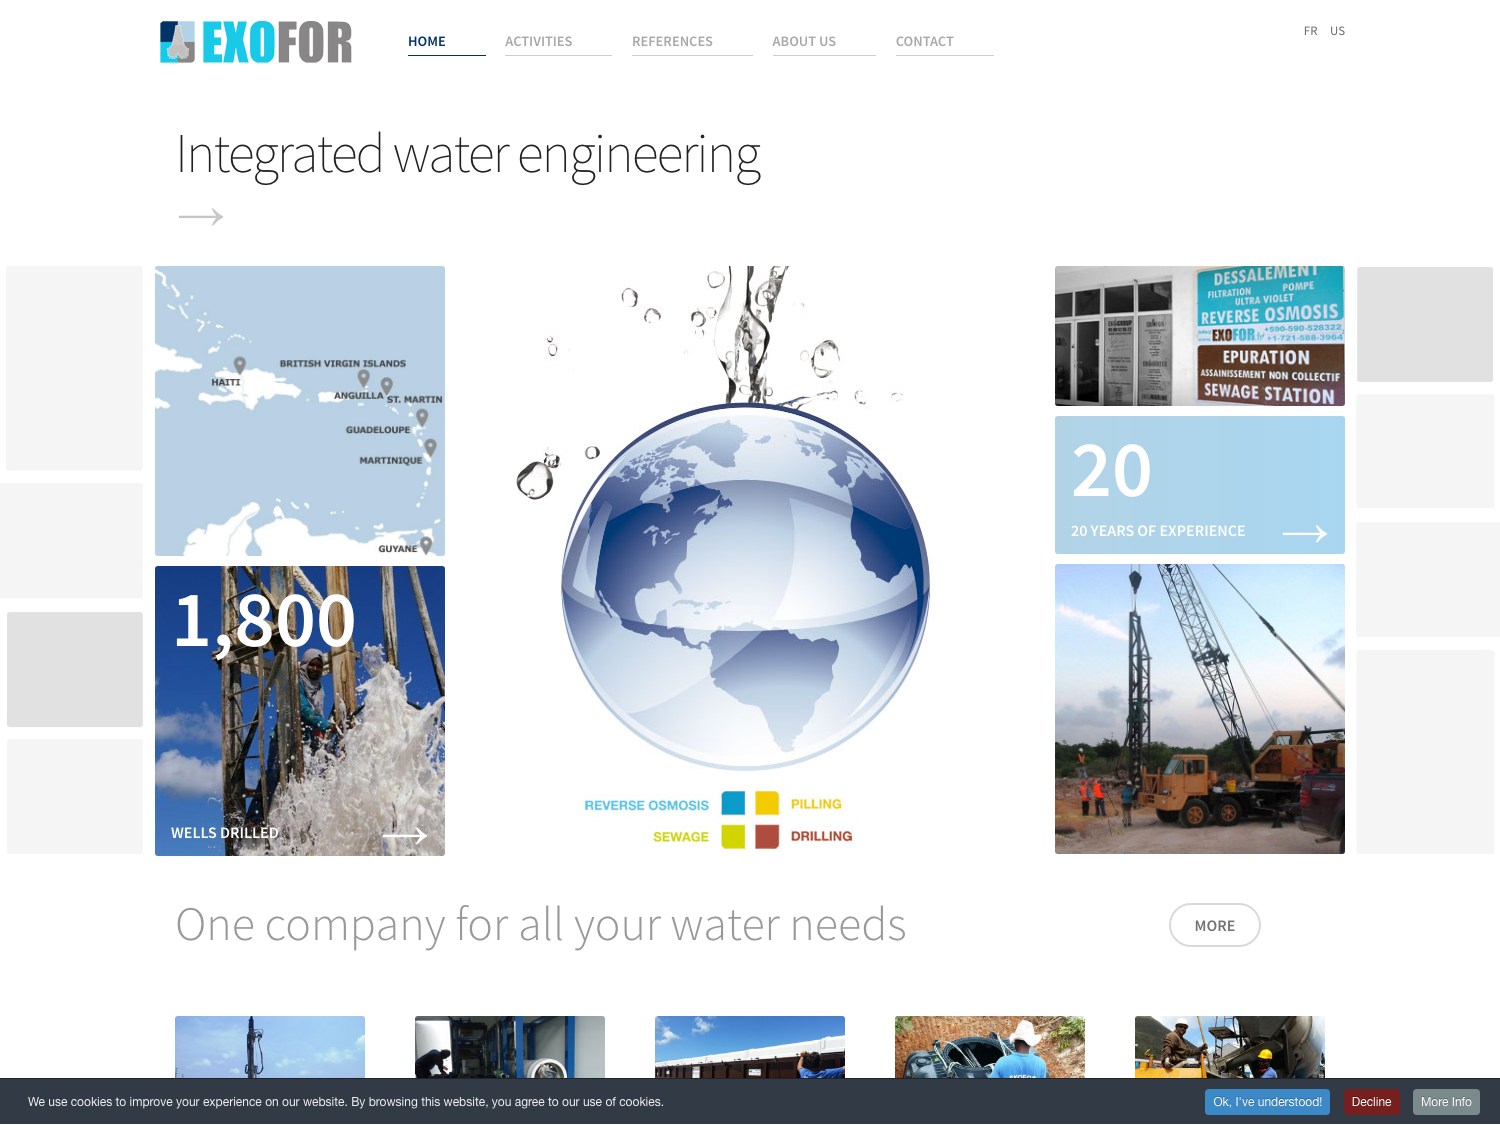 EXOFOR
HOME
ACTIVITIES
REFERENCES
ABOUT US
CONTACT
FR
US
Integrated water engineering
HAITI
BRITISH VIRGIN ISLANDS
ANGUILLA
ST. MARTIN
GUADELOUPE
MARTINIQUE
GUYANE
1,800
WELLS DRILLED
REVERSE OSMOSIS
PILLING
SEWAGE
DRILLING
DESSALEMENT
FILTRATION
POMPE
ULTRA VIOLET
REVERSE OSMOSIS
EXOFOR.fr
+590-590-528322
+1-721-588-3964
EPURATION
ASSAINISSEMENT NON COLLECTIF
SEWAGE STATION
20
20 YEARS OF EXPERIENCE
One company for all your water needs
MORE
We use cookies to improve your experience on our website. By browsing this website, you agree to our use of cookies.
Ok, I've understood!
Decline
More Info